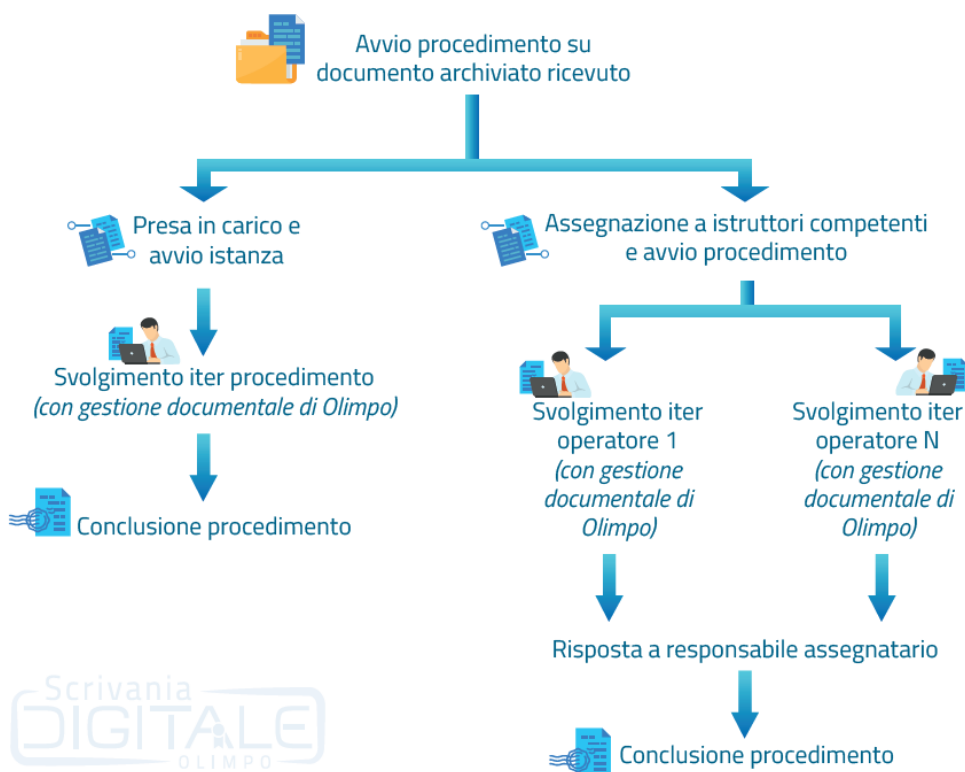 Avvio procedimento su
documento archiviato ricevuto
Presa in carico e
avvio istanza
Svolgimento iter procedimento
(con gestione documentale di Olimpo)
Conclusione procedimento
Assegnazione a istruttori competenti
e avvio procedimento
Svolgimento iter
operatore 1
(con gestione
documentale di
Olimpo)
Svolgimento iter
operatore N
(con gestione
documentale di
Olimpo)
Risposta a responsabile assegnatario
Conclusione procedimento
Scrivania
DIGITALE
OLIMPO